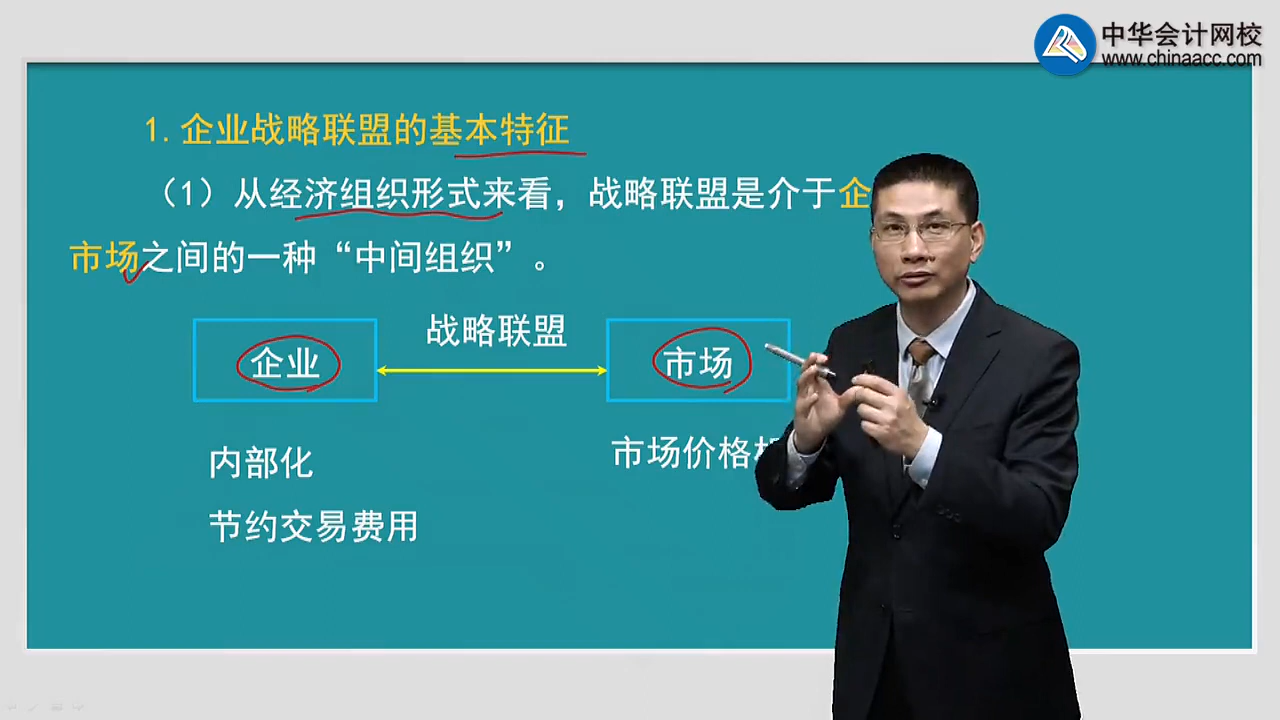 中华会计网校
www.chinaacc.com
1.企业战略联盟的基本特征
（1）从经济组织形式来看，战略联盟是介于企
市场之间的一种“中间组织”。
战略联盟
企业
市场
内部化
市场价格
节约交易费用